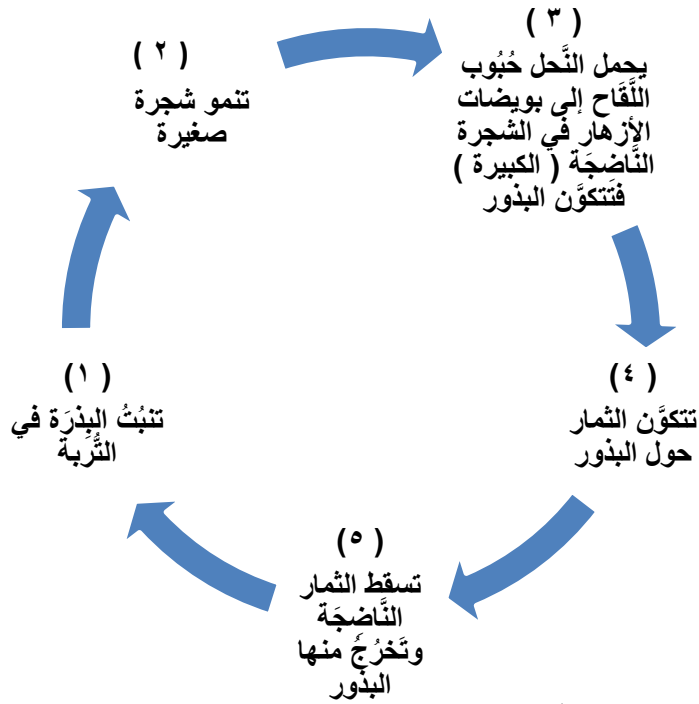 ( ١ )
تنبُتُ البِذرَة في
التُّربة
( ٢ )
تنمو شجرة
صغيرة
( ٣ )
يحمل النَّحل حُبُوب
اللَّقَاح إلى بويضات
الأزهار في الشجرة
النَّاضِجَة ( الكبيرة )
فتَتكوَّن البذور
( ٤ )
تتكوَّن الثمار
حول البذور
( ٥ )
تسقط الثمار
النَّاضِجَة
وتَخرُجُ منها
البذور